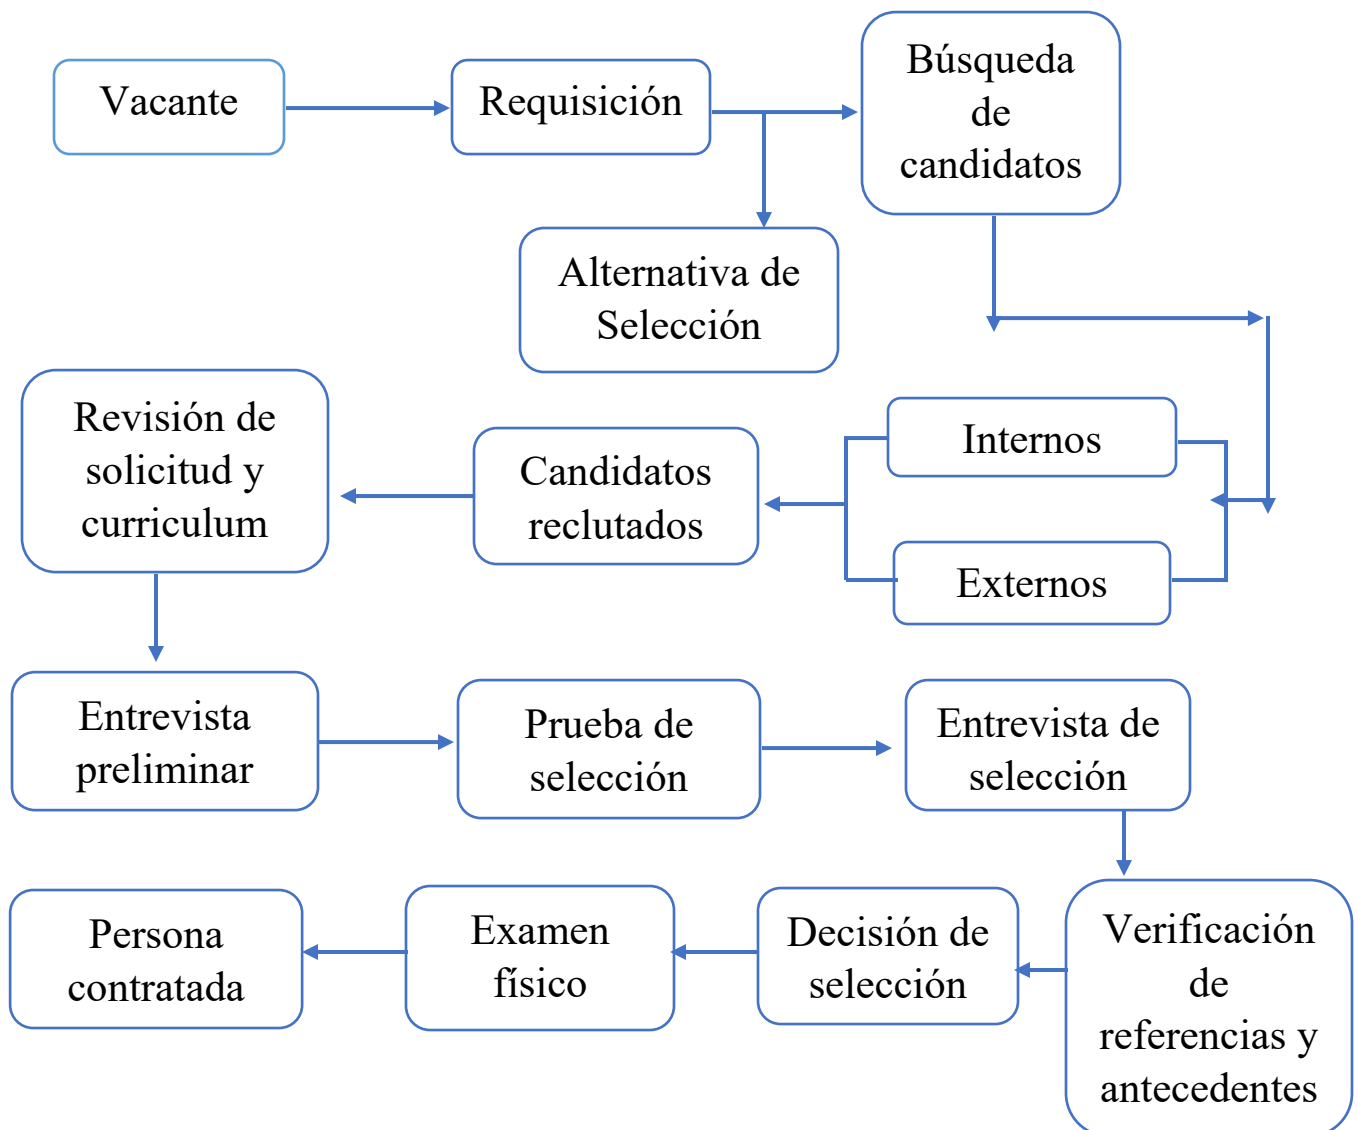 Vacante
Requisición
Búsqueda
de
candidatos
Alternativa de
Selección
Internos
Externos
Candidatos
reclutados
Revisión de
solicitud y
curriculum
Entrevista
preliminar
Prueba de
selección
Entrevista de
selección
Verificación
de
referencias y
antecedentes
Decisión de
selección
Examen
físico
Persona
contratada